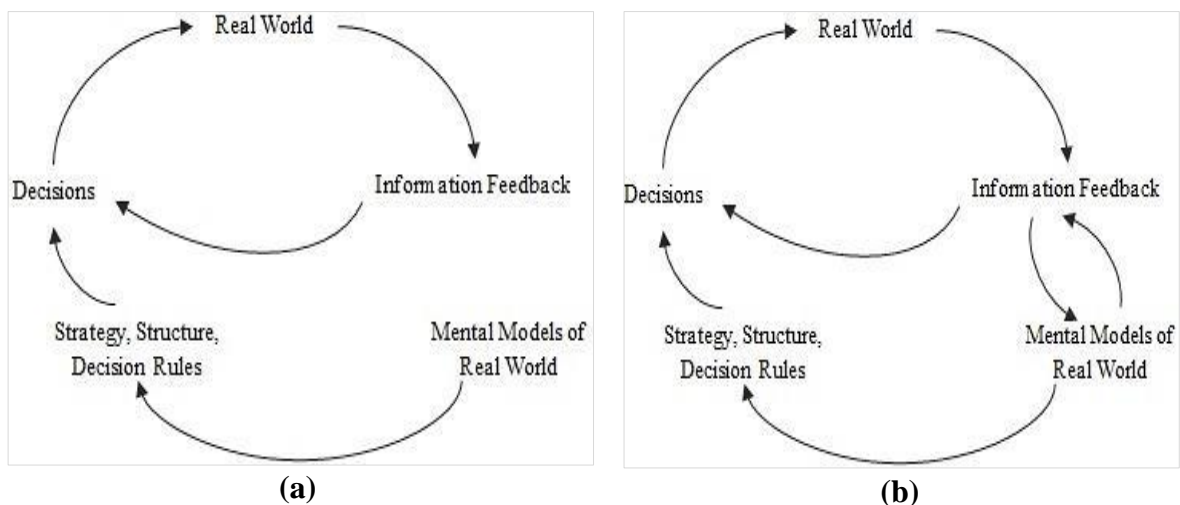 Real World
Decisions
Information Feedback
Strategy, Structure,
Decision Rules
Mental Models of
Real World
(a)
Real World
Decisions
Information Feedback
Strategy, Structure,
Decision Rules
Mental Models of
Real World
(b)